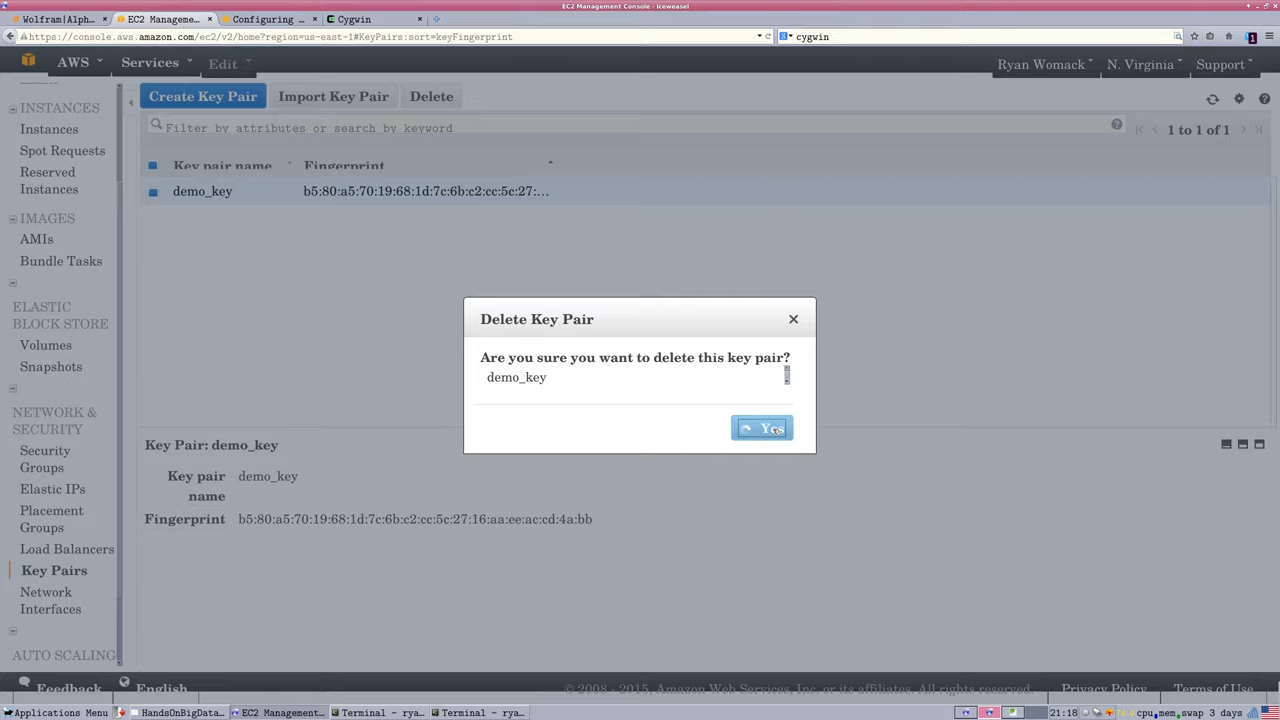 EC2 Management Console - Iceweasel
Wolfram|Alph...
EC2 Manageme...
Configuring ...
Cygwin
https://console.aws.amazon.com/ec2/v2/home?region=us-east-1#KeyPairs:sort=keyFingerprint
cygwin
AWS
Services
Edit
Ryan Womack
N. Virginia
Support
INSTANCES
Instances
Spot Requests
Reserved
Instances
IMAGES
AMIs
Bundle Tasks
ELASTIC
BLOCK STORE
Volumes
Snapshots
NETWORK &
SECURITY
Security
Groups
Elastic IPs
Placement
Groups
Load Balancers
Key Pairs
Network
Interfaces
AUTO SCALING
Create Key Pair
Import Key Pair
Delete
Filter by attributes or search by keyword
1 to 1 of 1
Key pair name
Fingerprint
demo_key
b5:80:a5:70:19:68:1d:7c:6b:c2:cc:5c:27:...
Delete Key Pair
Are you sure you want to delete this key pair?
demo_key
Yes
Key Pair: demo_key
Key pair
name
demo_key
Fingerprint
b5:80:a5:70:19:68:1d:7c:6b:c2:cc:5c:27:16:aa:ee:ac:cd:4a:bb
Feedback
English
© 2008 - 2015, Amazon Web Services, Inc. or its affiliates. All rights reserved.
Privacy Policy
Terms of Use
Applications Menu
HandsOnBigData...
EC2 Management...
Terminal - rya...
Terminal - rya...
21:18
cpu
mem
swap
3 days